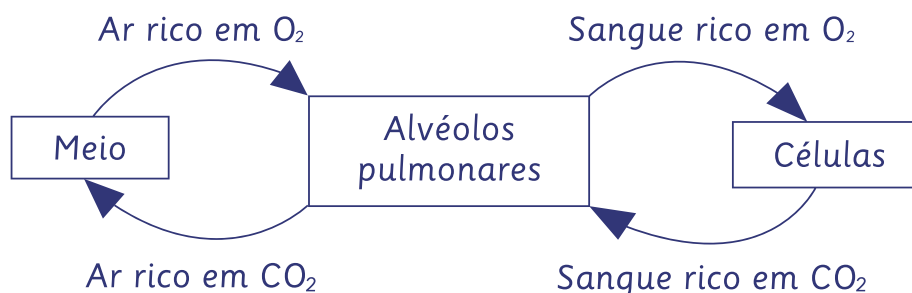 Ar rico em O₂
Sangue rico em O₂
Meio
Alvéolos
pulmonares
Células
Ar rico em CO₂
Sangue rico em CO₂